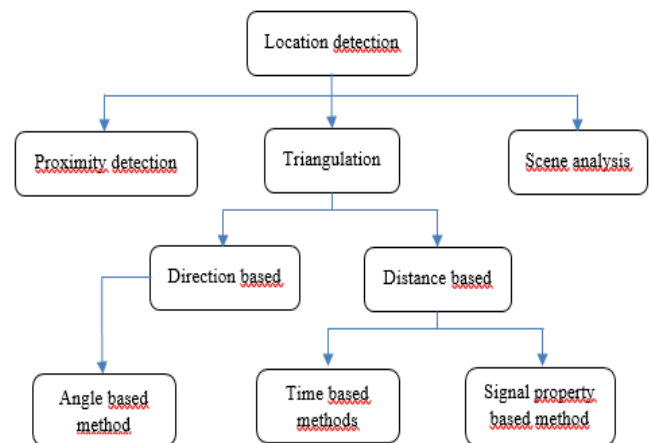 Location detection
Proximity detection
Triangulation
Scene analysis
Direction based
Distance based
Angle based
method
Time based
methods
Signal property
based method